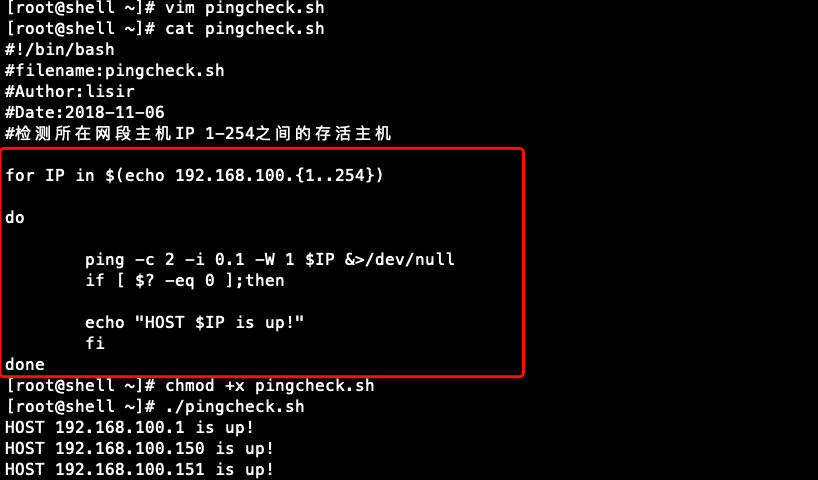 [root@shell ~]# vim pingcheck.sh
[root@shell ~]# cat pingcheck.sh
#!/bin/bash
#filename:pingcheck.sh
#Author:lisir
#Date:2018-11-06
#检测所在网段主机IP 1-254之间的存活主机
for IP in $(echo 192.168.100.{1..254})
do
ping -c 2 -i 0.1 -W 1 $IP &>/dev/null
if [ $? -eq 0 ];then
echo "HOST $IP is up!"
fi
done
[root@shell ~]# chmod +x pingcheck.sh
[root@shell ~]# ./pingcheck.sh
HOST 192.168.100.1 is up!
HOST 192.168.100.150 is up!
HOST 192.168.100.151 is up!